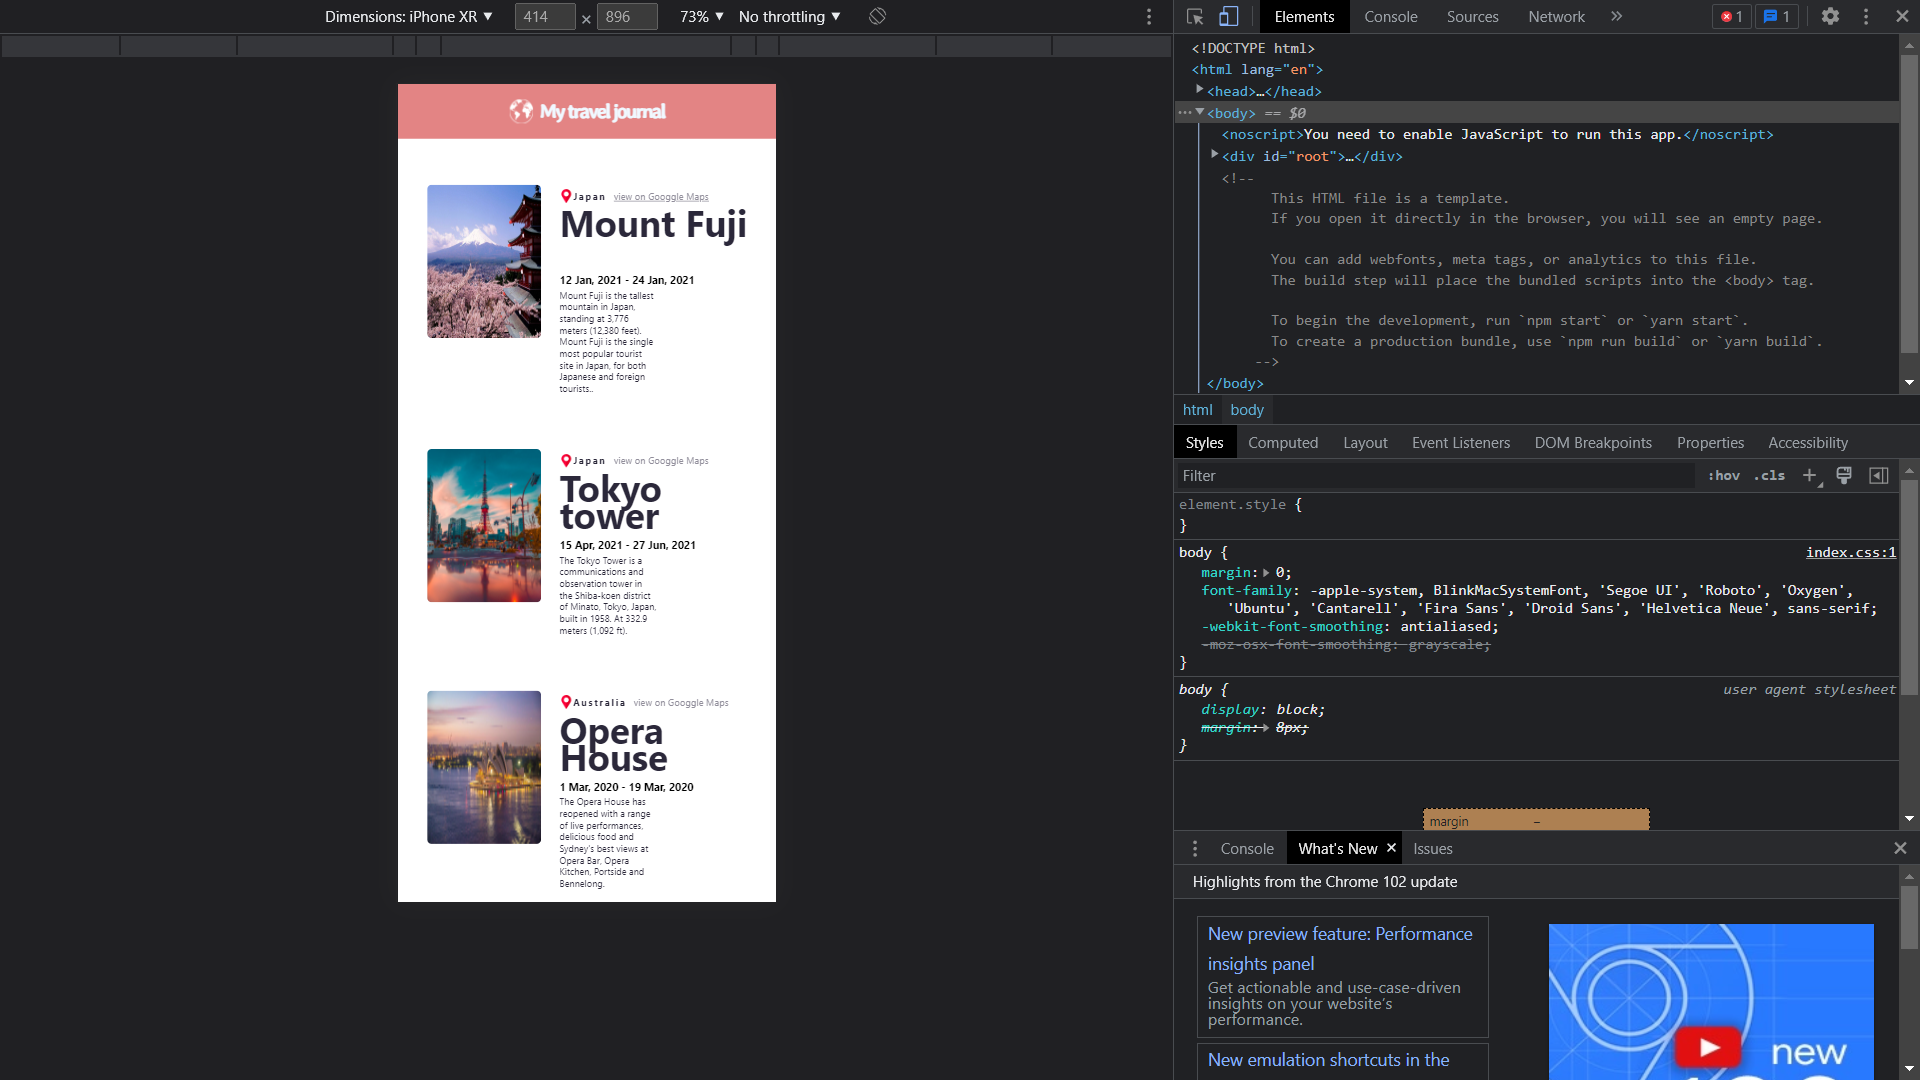 Dimensions: iPhone XR ▼ 414 × 896 73% ▼ No throttling ▼
My travel journal
Japan view on Googgle Maps
Mount Fuji
12 Jan, 2021 - 24 Jan, 2021
Mount Fuji is the tallest
mountain in Japan,
standing at 3,776
meters (12,380 feet).
Mount Fuji is the single
most popular tourist
site in Japan, for both
Japanese and foreign
tourists..
Japan view on Googgle Maps
Tokyo
tower
15 Apr, 2021 - 27 Jun, 2021
The Tokyo Tower is a
communications and
observation tower in
the Shiba-koen district
of Minato, Tokyo, Japan,
built in 1958. At 332.9
meters (1,092 ft).
Australia view on Googgle Maps
Opera
House
1 Mar, 2020 - 19 Mar, 2020
The Opera House has
reopened with a range
of live performances,
delicious food and
Sydney's best views at
Opera Bar, Opera
Kitchen, Portside and
Bennelong.
Elements Console Sources Network » 1 1
<!DOCTYPE html>
<html lang="en">
<head>…</head>
<body> == $0
<noscript>You need to enable JavaScript to run this app.</noscript>
<div id="root">…</div>
<!--
This HTML file is a template.
If you open it directly in the browser, you will see an empty page.
You can add webfonts, meta tags, or analytics to this file.
The build step will place the bundled scripts into the <body> tag.
To begin the development, run `npm start` or `yarn start`.
To create a production bundle, use `npm run build` or `yarn build`.
-->
</body>
html body
Styles Computed Layout Event Listeners DOM Breakpoints Properties Accessibility
Filter :hov .cls +
element.style {
}
body { index.css:1
margin: 0;
font-family: -apple-system, BlinkMacSystemFont, 'Segoe UI', 'Roboto', 'Oxygen',
'Ubuntu', 'Cantarell', 'Fira Sans', 'Droid Sans', 'Helvetica Neue', sans-serif;
-webkit-font-smoothing: antialiased;
-moz-osx-font-smoothing: grayscale;
}
body { user agent stylesheet
display: block;
margin: 8px;
}
margin –
Console What's New × Issues
Highlights from the Chrome 102 update
New preview feature: Performance
insights panel
Get actionable and use-case-driven
insights on your website's
performance.
New emulation shortcuts in the
new